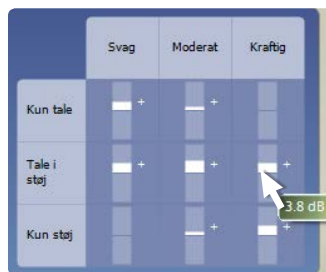 Svag Moderat Kraftig
Kun tale + +
Tale i
støj + + +
3.8 dB
Kun støj + +